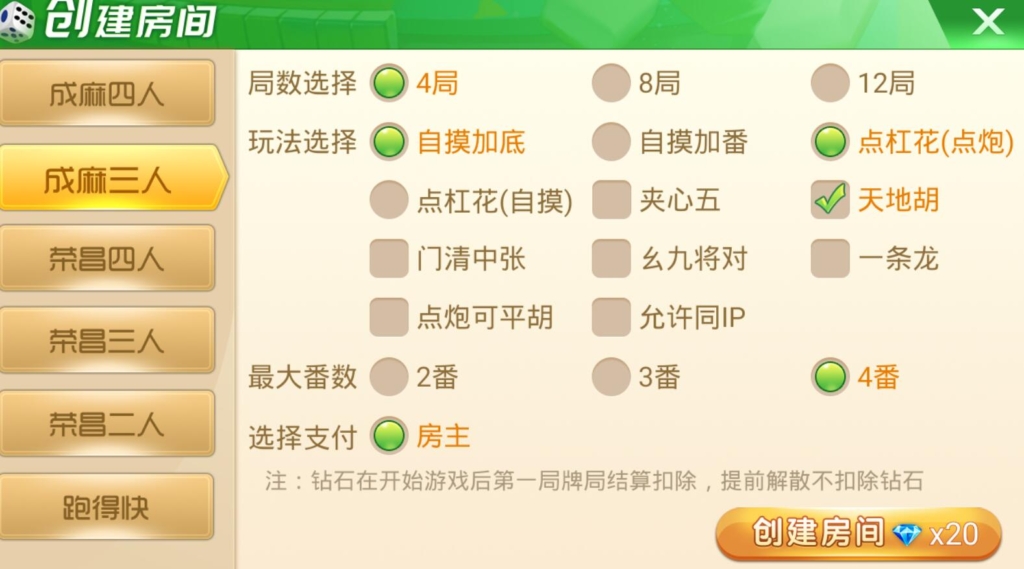 创建房间
成麻四人
成麻三人
荣昌四人
荣昌三人
荣昌二人
跑得快
局数选择 4局 8局 12局
玩法选择 自摸加底 自摸加番 点杠花(点炮)
点杠花(自摸) 夹心五 天地胡
门清中张 幺九将对 一条龙
点炮可平胡 允许同IP
最大番数 2番 3番 4番
选择支付 房主
注：钻石在开始游戏后第一局牌局结算扣除，提前解散不扣除钻石
创建房间 x20